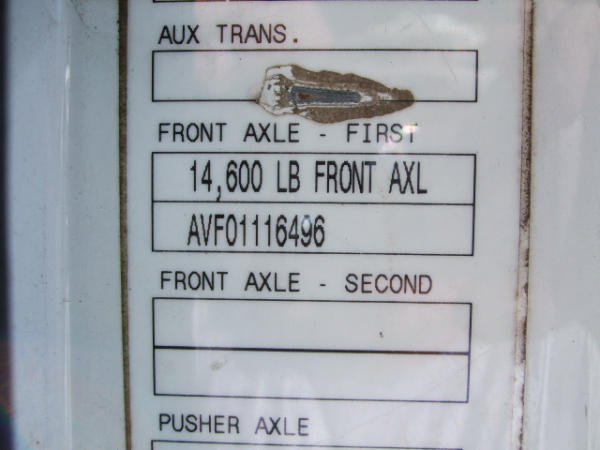 AUX TRANS.
FRONT AXLE - FIRST
14,600 LB FRONT AXL
AVF01116496
FRONT AXLE - SECOND
PUSHER AXLE